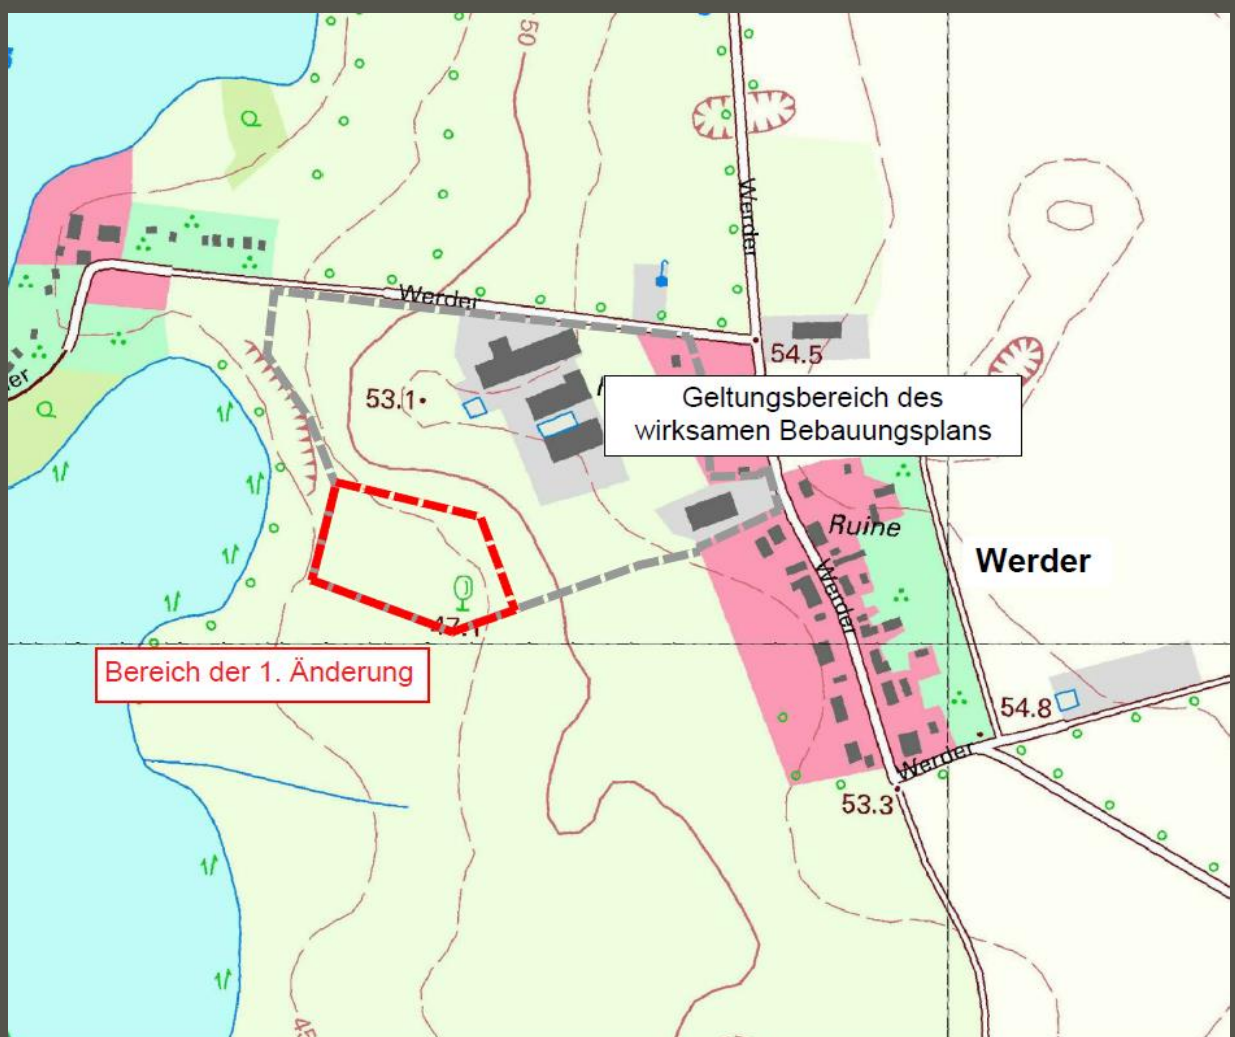 50
Werder
Werder
54.5
53.1
Geltungsbereich des
wirksamen Bebauungsplans
Ruine
Werder
Werder
47.1
Bereich der 1. Änderung
54.8
Werder
53.3
45